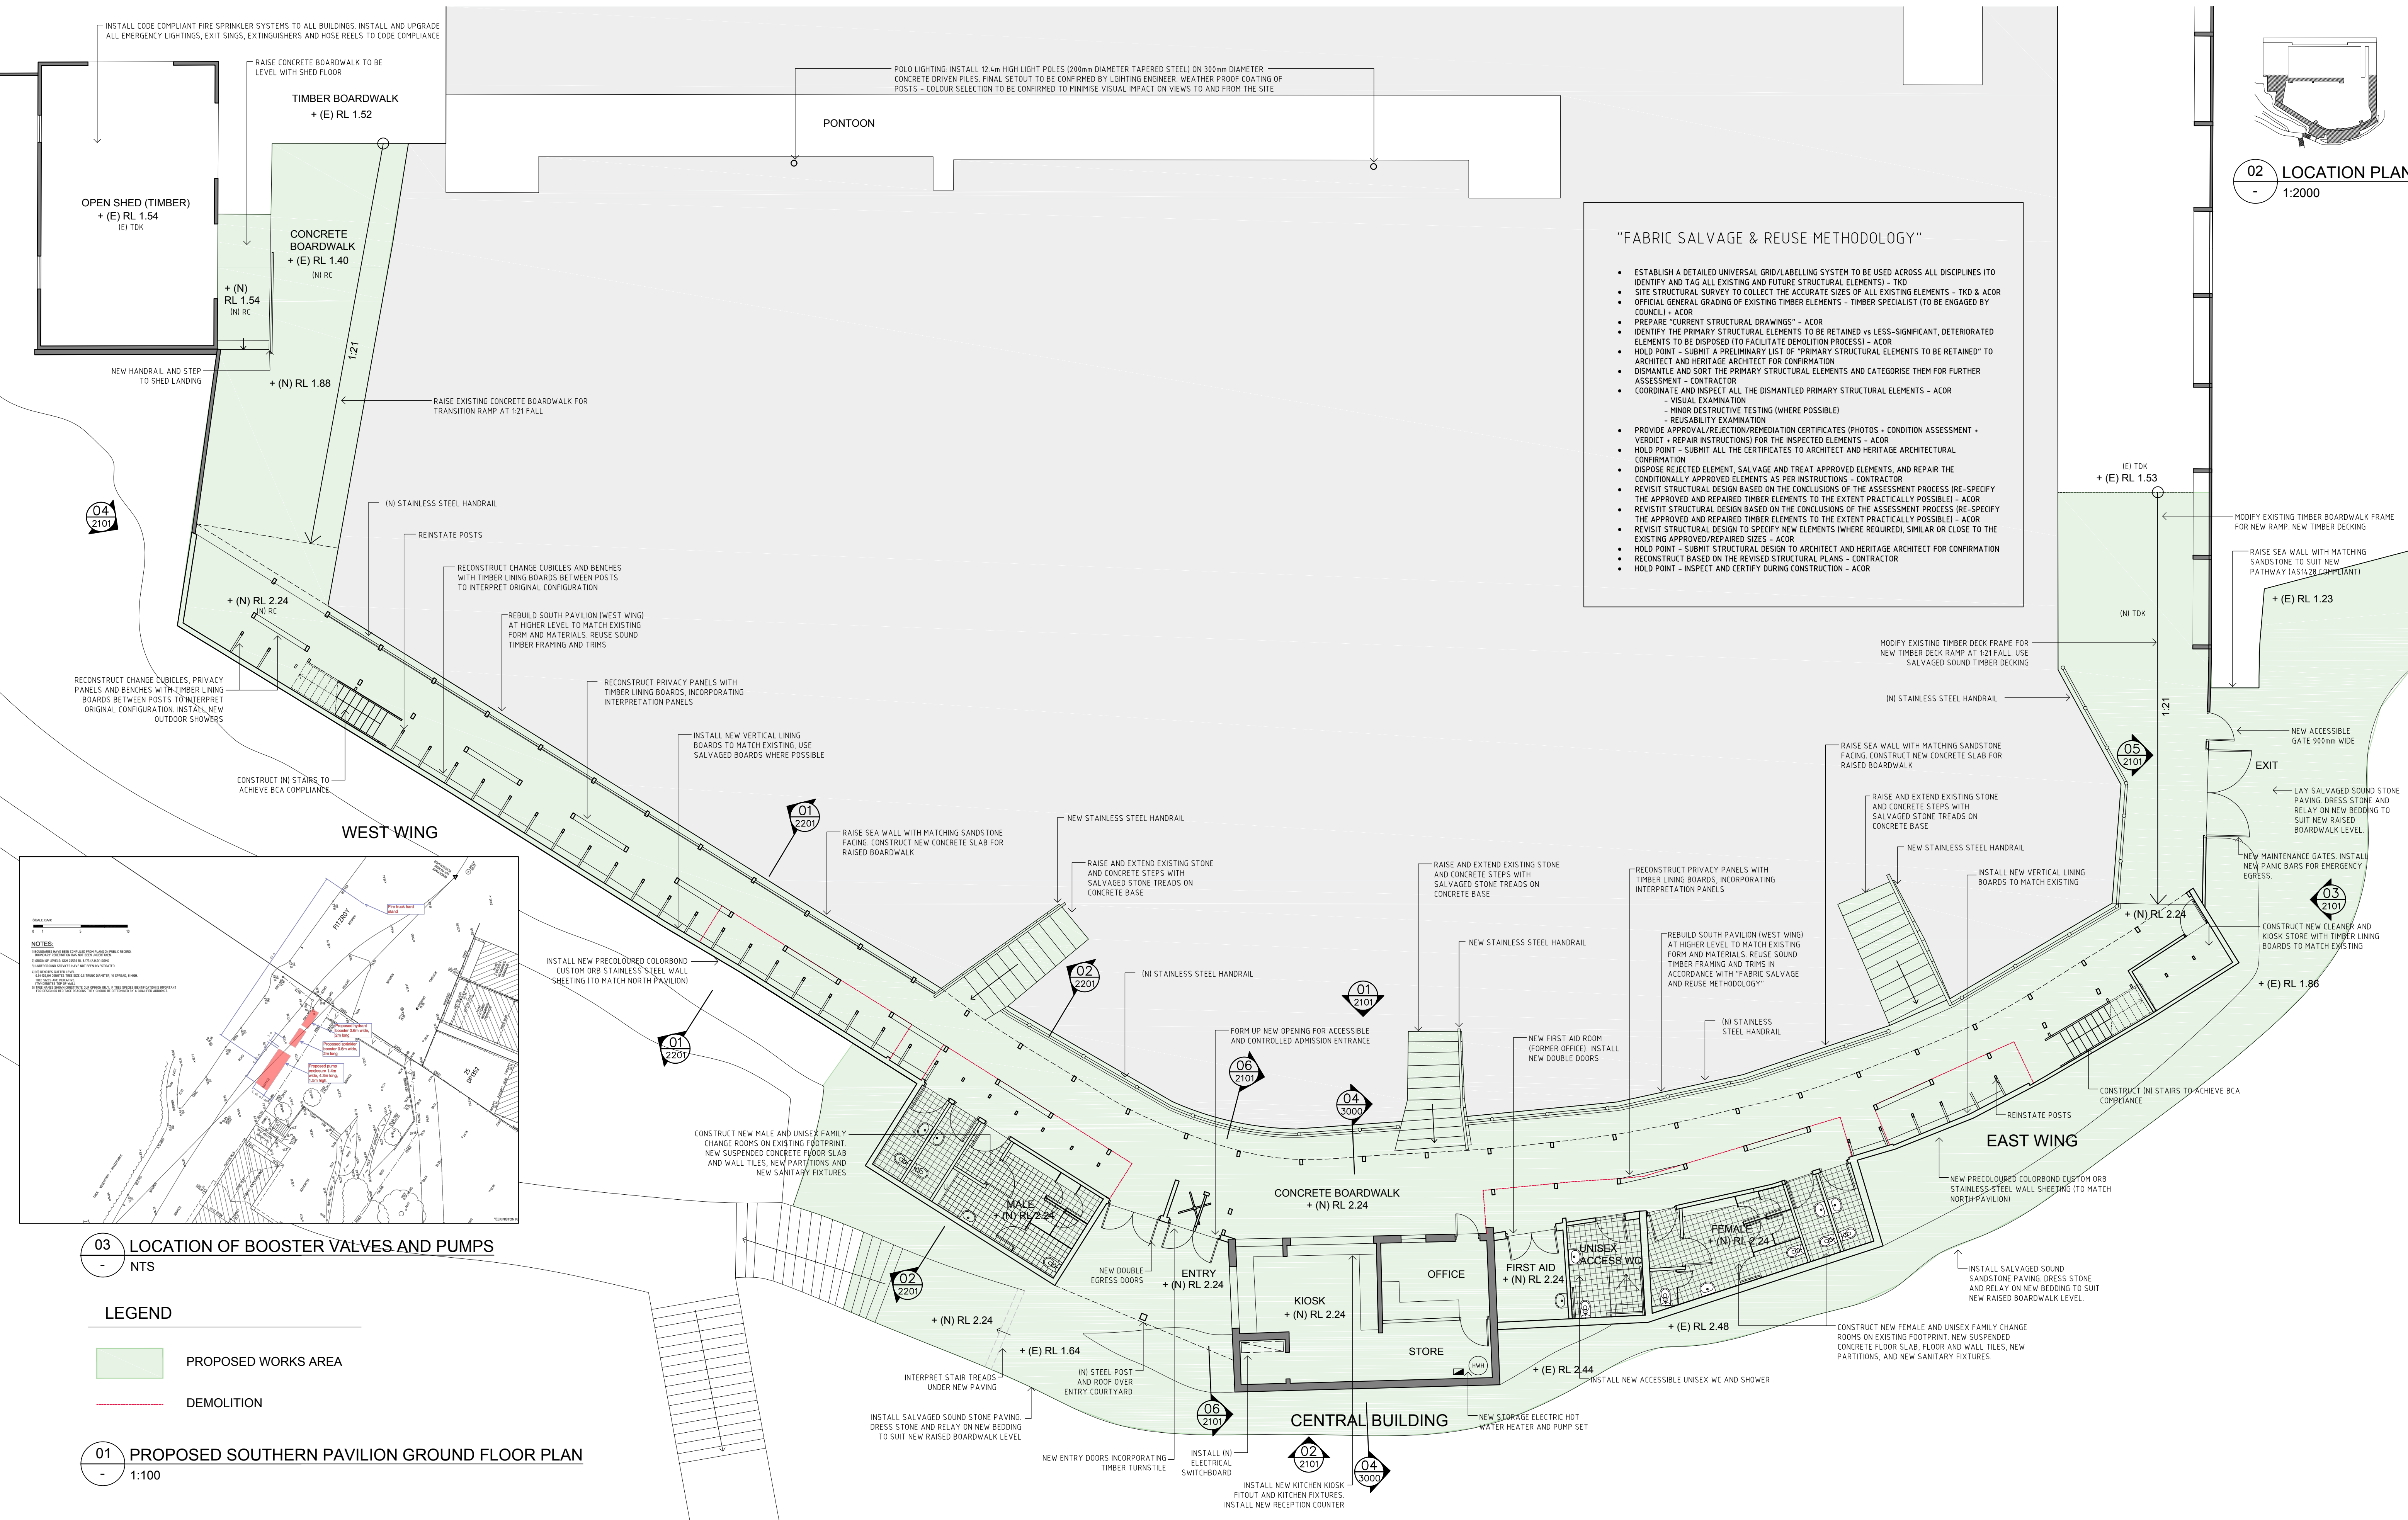 INSTALL CODE COMPLIANT FIRE SPRINKLER SYSTEMS TO ALL BUILDINGS. INSTALL AND UPGRADE
ALL EMERGENCY LIGHTINGS, EXIT SINGS, EXTINGUISHERS AND HOSE REELS TO CODE COMPLIANCE
RAISE CONCRETE BOARDWALK TO BE
LEVEL WITH SHED FLOOR
TIMBER BOARDWALK
+ (E) RL 1.52
POLO LIGHTING: INSTALL 12.4m HIGH LIGHT POLES (200mm DIAMETER TAPERED STEEL) ON 300mm DIAMETER
CONCRETE DRIVEN PILES. FINAL SETOUT TO BE CONFIRMED BY LGIHTING ENGINEER. WEATHER PROOF COATING OF
POSTS - COLOUR SELECTION TO BE CONFIRMED TO MINIMISE VISUAL IMPACT ON VIEWS TO AND FROM THE SITE
PONTOON
02
-
LOCATION PLAN
1:2000
OPEN SHED (TIMBER)
+ (E) RL 1.54
(E) TDK
CONCRETE
BOARDWALK
+ (E) RL 1.40
(N) RC
+ (N)
RL 1.54
(N) RC
1:21
NEW HANDRAIL AND STEP
TO SHED LANDING
+ (N) RL 1.88
RAISE EXISTING CONCRETE BOARDWALK FOR
TRANSITION RAMP AT 1:21 FALL
"FABRIC SALVAGE & REUSE METHODOLOGY"
• ESTABLISH A DETAILED UNIVERSAL GRID/LABELLING SYSTEM TO BE USED ACROSS ALL DISCIPLINES (TO
IDENTIFY AND TAG ALL EXISTING AND FUTURE STRUCTURAL ELEMENTS) - TKD
• SITE STRUCTURAL SURVEY TO COLLECT THE ACCURATE SIZES OF ALL EXISTING ELEMENTS - TKD & ACOR
• OFFICIAL GENERAL GRADING OF EXISTING TIMBER ELEMENTS - TIMBER SPECIALIST (TO BE ENGAGED BY
COUNCIL) + ACOR
• PREPARE "CURRENT STRUCTURAL DRAWINGS" - ACOR
• IDENTIFY THE PRIMARY STRUCTURAL ELEMENTS TO BE RETAINED vs LESS-SIGNIFICANT, DETERIORATED
ELEMENTS TO BE DISPOSED (TO FACILITATE DEMOLITION PROCESS) - ACOR
• HOLD POINT - SUBMIT A PRELIMINARY LIST OF "PRIMARY STRUCTURAL ELEMENTS TO BE RETAINED" TO
ARCHITECT AND HERITAGE ARCHITECT FOR CONFIRMATION
• DISMANTLE AND SORT THE PRIMARY STRUCTURAL ELEMENTS AND CATEGORISE THEM FOR FURTHER
ASSESSMENT - CONTRACTOR
• COORDINATE AND INSPECT ALL THE DISMANTLED PRIMARY STRUCTURAL ELEMENTS - ACOR
- VISUAL EXAMINATION
- MINOR DESTRUCTIVE TESTING (WHERE POSSIBLE)
- REUSABILITY EXAMINATION
• PROVIDE APPROVAL/REJECTION/REMEDIATION CERTIFICATES (PHOTOS + CONDITION ASSESSMENT +
VERDICT + REPAIR INSTRUCTIONS) FOR THE INSPECTED ELEMENTS - ACOR
• HOLD POINT - SUBMIT ALL THE CERTIFICATES TO ARCHITECT AND HERITAGE ARCHITECTURAL
CONFIRMATION
• DISPOSE REJECTED ELEMENT, SALVAGE AND TREAT APPROVED ELEMENTS, AND REPAIR THE
CONDITIONALLY APPROVED ELEMENTS AS PER INSTRUCTIONS - CONTRACTOR
• REVISIT STRUCTURAL DESIGN BASED ON THE CONCLUSIONS OF THE ASSESSMENT PROCESS (RE-SPECIFY
THE APPROVED AND REPAIRED TIMBER ELEMENTS TO THE EXTENT PRACTICALLY POSSIBLE) - ACOR
• REVISTIT STRUCTURAL DESIGN BASED ON THE CONCLUSIONS OF THE ASSESSMENT PROCESS (RE-SPECIFY
THE APPROVED AND REPAIRED TIMBER ELEMENTS TO THE EXTENT PRACTICALLY POSSIBLE) - ACOR
• REVISIT STRUCTURAL DESIGN TO SPECIFY NEW ELEMENTS (WHERE REQUIRED), SIMILAR OR CLOSE TO THE
EXISTING APPROVED/REPAIRED SIZES - ACOR
• HOLD POINT - SUBMIT STRUCTURAL DESIGN TO ARCHITECT AND HERITAGE ARCHITECT FOR CONFIRMATION
• RECONSTRUCT BASED ON THE REVISED STRUCTURAL PLANS - CONTRACTOR
• HOLD POINT - INSPECT AND CERTIFY DURING CONSTRUCTION - ACOR
(E) TDK
+ (E) RL 1.53
04
2101
(N) STAINLESS STEEL HANDRAIL
REINSTATE POSTS
RECONSTRUCT CHANGE CUBICLES AND BENCHES
WITH TIMBER LINING BOARDS BETWEEN POSTS
TO INTERPRET ORIGINAL CONFIGURATION
REBUILD SOUTH PAVILION (WEST WING)
AT HIGHER LEVEL TO MATCH EXISTING
FORM AND MATERIALS. REUSE SOUND
TIMBER FRAMING AND TRIMS
+ (N) RL 2.24
(N) RC
RECONSTRUCT PRIVACY PANELS WITH
TIMBER LINING BOARDS, INCORPORATING
INTERPRETATION PANELS
RECONSTRUCT CHANGE CUBICLES, PRIVACY
PANELS AND BENCHES WITH TIMBER LINING
BOARDS BETWEEN POSTS TO INTERPRET
ORIGINAL CONFIGURATION. INSTALL NEW
OUTDOOR SHOWERS
INSTALL NEW VERTICAL LINING
BOARDS TO MATCH EXISTING, USE
SALVAGED BOARDS WHERE POSSIBLE
CONSTRUCT (N) STAIRS TO
ACHIEVE BCA COMPLIANCE
WEST WING
MODIFY EXISTING TIMBER BOARDWALK FRAME
FOR NEW RAMP. NEW TIMBER DECKING
RAISE SEA WALL WITH MATCHING
SANDSTONE TO SUIT NEW
PATHWAY (AS1428 COMPLIANT)
+ (E) RL 1.23
(N) TDK
MODIFY EXISTING TIMBER DECK FRAME FOR
NEW TIMBER DECK RAMP AT 1:21 FALL. USE
SALVAGED SOUND TIMBER DECKING
(N) STAINLESS STEEL HANDRAIL
1:21
NEW ACCESSIBLE
GATE 900mm WIDE
05
2101
EXIT
LAY SALVAGED SOUND STONE
PAVING. DRESS STONE AND
RELAY ON NEW BEDDING TO
SUIT NEW RAISED
BOARDWALK LEVEL.
RAISE SEA WALL WITH MATCHING SANDSTONE
FACING. CONSTRUCT NEW CONCRETE SLAB FOR
RAISED BOARDWALK
RAISE AND EXTEND EXISTING STONE
AND CONCRETE STEPS WITH
SALVAGED STONE TREADS ON
CONCRETE BASE
NEW STAINLESS STEEL HANDRAIL
INSTALL NEW VERTICAL LINING
BOARDS TO MATCH EXISTING
NEW MAINTENANCE GATES. INSTALL
NEW PANIC BARS FOR EMERGENCY
EGRESS.
03
2101
+ (N) RL 2.24
CONSTRUCT NEW CLEANER AND
KIOSK STORE WITH TIMBER LINING
BOARDS TO MATCH EXISTING
+ (E) RL 1.86
01
2201
RAISE SEA WALL WITH MATCHING SANDSTONE
FACING. CONSTRUCT NEW CONCRETE SLAB FOR
RAISED BOARDWALK
NEW STAINLESS STEEL HANDRAIL
RAISE AND EXTEND EXISTING STONE
AND CONCRETE STEPS WITH
SALVAGED STONE TREADS ON
CONCRETE BASE
RAISE AND EXTEND EXISTING STONE
AND CONCRETE STEPS WITH
SALVAGED STONE TREADS ON
CONCRETE BASE
NEW STAINLESS STEEL HANDRAIL
RECONSTRUCT PRIVACY PANELS WITH
TIMBER LINING BOARDS, INCORPORATING
INTERPRETATION PANELS
REBUILD SOUTH PAVILION (WEST WING)
AT HIGHER LEVEL TO MATCH EXISTING
FORM AND MATERIALS. REUSE SOUND
TIMBER FRAMING AND TRIMS IN
ACCORDANCE WITH "FABRIC SALVAGE
AND REUSE METHODOLOGY"
(N) STAINLESS
STEEL HANDRAIL
INSTALL NEW PRECOLOURED COLORBOND
CUSTOM ORB STAINLESS STEEL WALL
SHEETING (TO MATCH NORTH PAVILION)
01
2201
02
2201
(N) STAINLESS STEEL HANDRAIL
01
2101
FORM UP NEW OPENING FOR ACCESSIBLE
AND CONTROLLED ADMISSION ENTRANCE
06
2101
04
3000
NEW FIRST AID ROOM
(FORMER OFFICE). INSTALL
NEW DOUBLE DOORS
CONSTRUCT (N) STAIRS TO ACHIEVE BCA
COMPLIANCE
REINSTATE POSTS
EAST WING
NEW PRECOLOURED COLORBOND CUSTOM ORB
STAINLESS STEEL WALL SHEETING (TO MATCH
NORTH PAVILION)
CONSTRUCT NEW MALE AND UNISEX FAMILY
CHANGE ROOMS ON EXISTING FOOTPRINT.
NEW SUSPENDED CONCRETE FLOOR SLAB
AND WALL TILES, NEW PARTITIONS AND
NEW SANITARY FIXTURES
MALE
+ (N) RL 2.24
CONCRETE BOARDWALK
+ (N) RL 2.24
FEMALE
+ (N) RL 2.24
UNISEX
ACCESS WC
FIRST AID
+ (N) RL 2.24
OFFICE
KIOSK
+ (N) RL 2.24
STORE
HWH
ENTRY
+ (N) RL 2.24
NEW DOUBLE
EGRESS DOORS
02
2201
+ (N) RL 2.24
+ (E) RL 1.64
INTERPRET STAIR TREADS
UNDER NEW PAVING
(N) STEEL POST
AND ROOF OVER
ENTRY COURTYARD
+ (E) RL 2.44
+ (E) RL 2.48
INSTALL SALVAGED SOUND
SANDSTONE PAVING. DRESS STONE
AND RELAY ON NEW BEDDING TO SUIT
NEW RAISED BOARDWALK LEVEL.
CONSTRUCT NEW FEMALE AND UNISEX FAMILY CHANGE
ROOMS ON EXISTING FOOTPRINT. NEW SUSPENDED
CONCRETE FLOOR SLAB, FLOOR AND WALL TILES, NEW
PARTITIONS, AND NEW SANITARY FIXTURES.
INSTALL NEW ACCESSIBLE UNISEX WC AND SHOWER
INSTALL SALVAGED SOUND STONE PAVING.
DRESS STONE AND RELAY ON NEW BEDDING
TO SUIT NEW RAISED BOARDWALK LEVEL
06
2101
CENTRAL BUILDING
NEW STORAGE ELECTRIC HOT
WATER HEATER AND PUMP SET
NEW ENTRY DOORS INCORPORATING
TIMBER TURNSTILE
INSTALL (N)
ELECTRICAL
SWITCHBOARD
02
2101
04
3000
INSTALL NEW KITCHEN KIOSK
FITOUT AND KITCHEN FIXTURES.
INSTALL NEW RECEPTION COUNTER
SCALE BAR
NOTES:
FITZROY
Fire truck hard
stand
Proposed hydrant
booster 0.6m wide,
2m long
Proposed sprinkler
booster 0.6m wide,
2m long
Proposed pump
enclosure 1.4m
wide, 4.2m long,
1.5m high
25
DP1352
03
-
LOCATION OF BOOSTER VALVES AND PUMPS
NTS
LEGEND
PROPOSED WORKS AREA
DEMOLITION
01
-
PROPOSED SOUTHERN PAVILION GROUND FLOOR PLAN
1:100